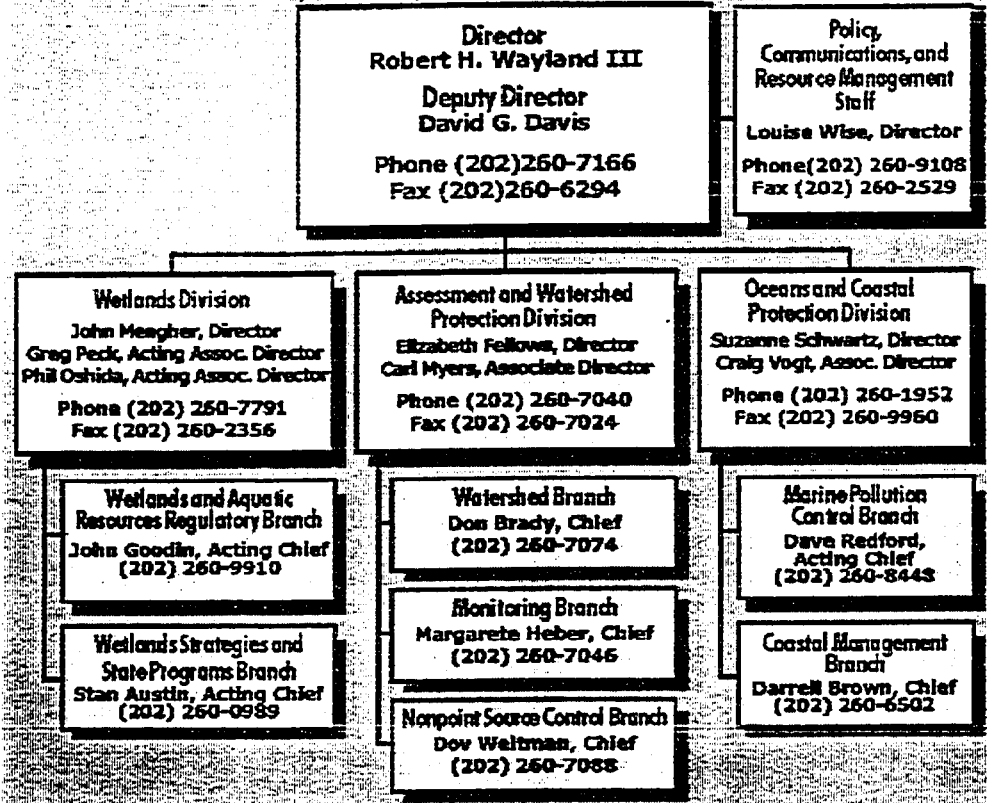 Director
Robert H. Wayland III
Deputy Director
David G. Davis
Phone (202)260-7166
Fax (202)260-6294
Policy,
Communications, and
Resource Management
Staff
Louise Wise, Director
Phone(202) 260-9108
Fax (202) 260-2529
Wetlands Division
John Meagher, Director
Greg Peck, Acting Assoc. Director
Phil Oshida, Acting Assoc. Director
Phone (202) 260-7791
Fax (202) 260-2356
Wetlands and Aquatic
Resources Regulatory Branch
John Goodin, Acting Chief
(202) 260-9910
Wetlands Strategies and
State Programs Branch
Stan Austin, Acting Chief
(202) 260-0989
Assessment and Watershed
Protection Division
Elizabeth Fellows, Director
Carl Myers, Associate Director
Phone (202) 260-7040
Fax (202) 260-7024
Watershed Branch
Don Brady, Chief
(202) 260-7074
Monitoring Branch
Margarete Heber, Chief
(202) 260-7046
Nonpoint Source Control Branch
Dov Weitman, Chief
(202) 260-7088
Oceans and Coastal
Protection Division
Suzanne Schwartz, Director
Craig Vogt, Assoc. Director
Phone (202) 260-1952
Fax (202) 260-9960
Marine Pollution
Control Branch
Dave Redford,
Acting Chief
(202) 260-8448
Coastal Management
Branch
Darrell Brown, Chief
(202) 260-6502